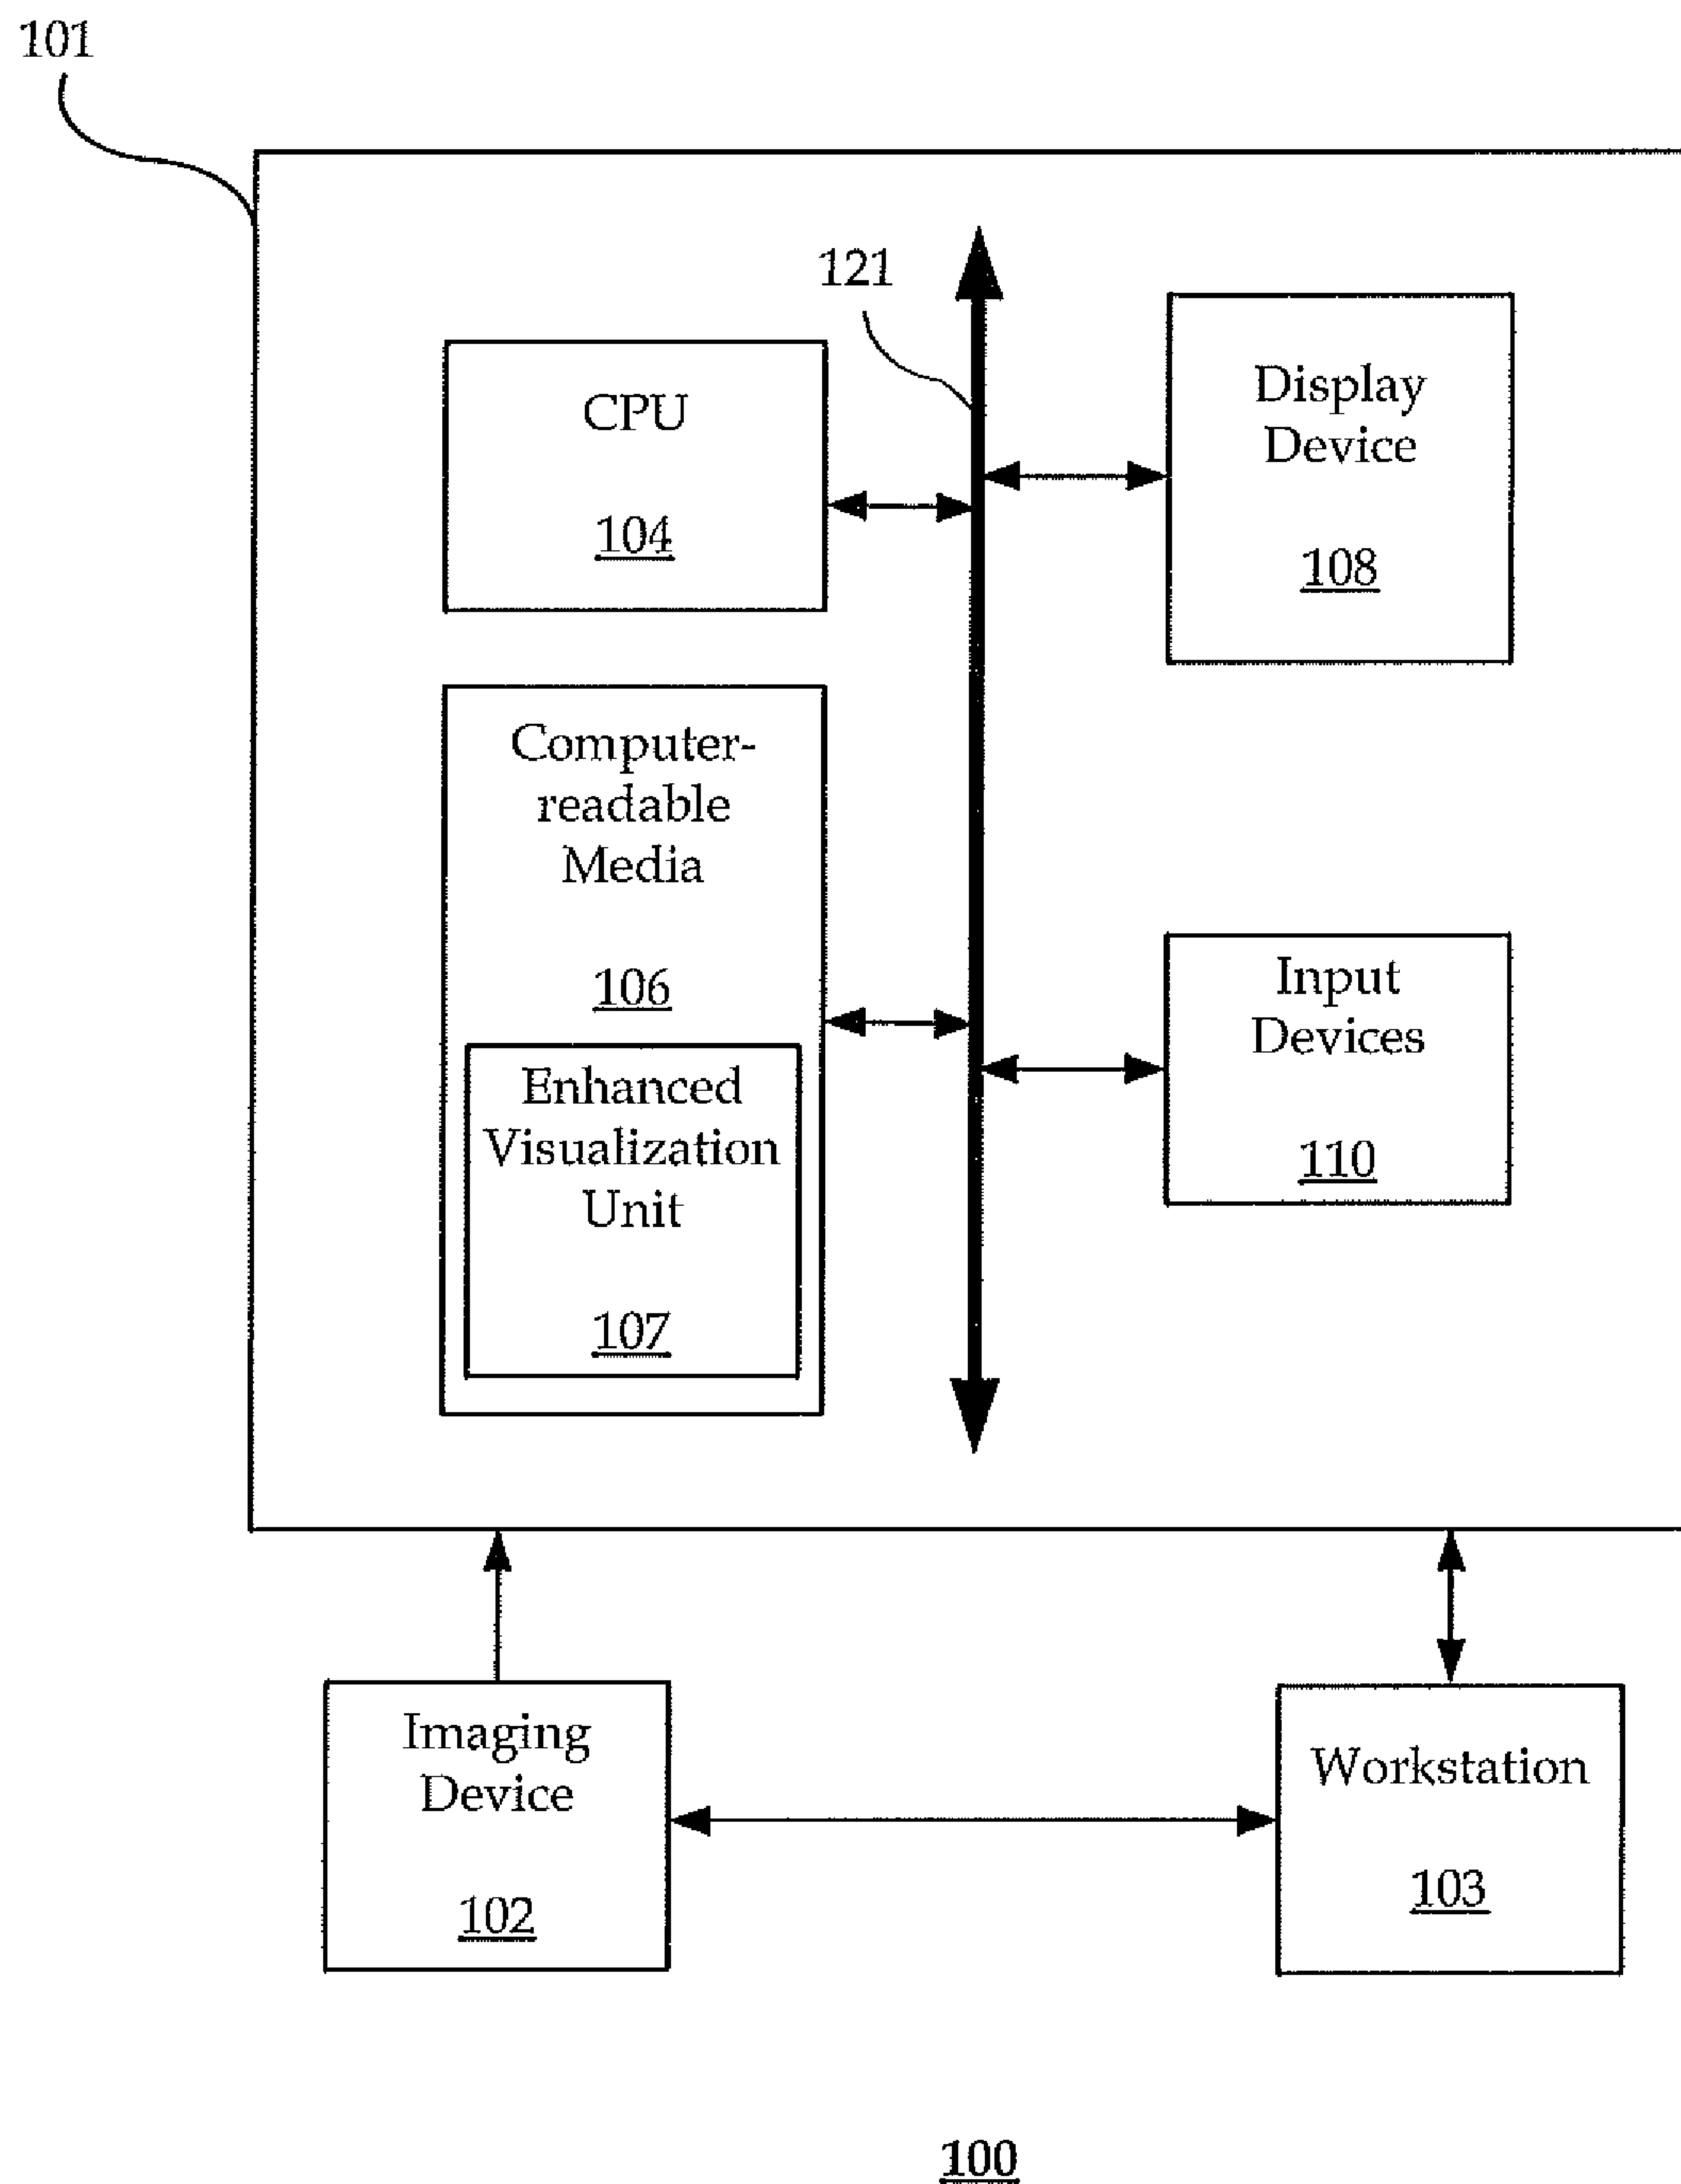 101
121
CPU
104
Display
Device
108
Computer-
readable
Media
106
Enhanced
Visualization
Unit
107
Input
Devices
110
Imaging
Device
102
Workstation
103
100